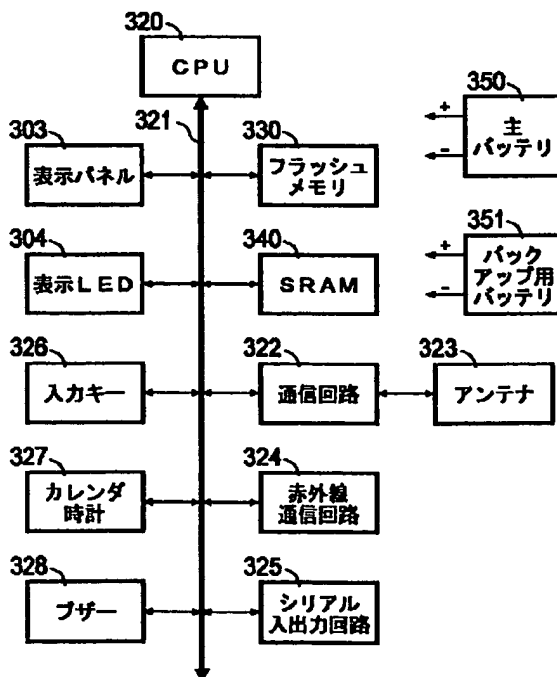 320
CPU
321
303
表示パネル
330
フラッシュ
メモリ
350
+
-
主
バッテリ
304
表示LED
340
SRAM
351
+
-
バック
アップ用
バッテリ
326
入力キー
322
通信回路
323
アンテナ
327
カレンダ
時計
324
赤外線
通信回路
328
ブザー
325
シリアル
入出力回路